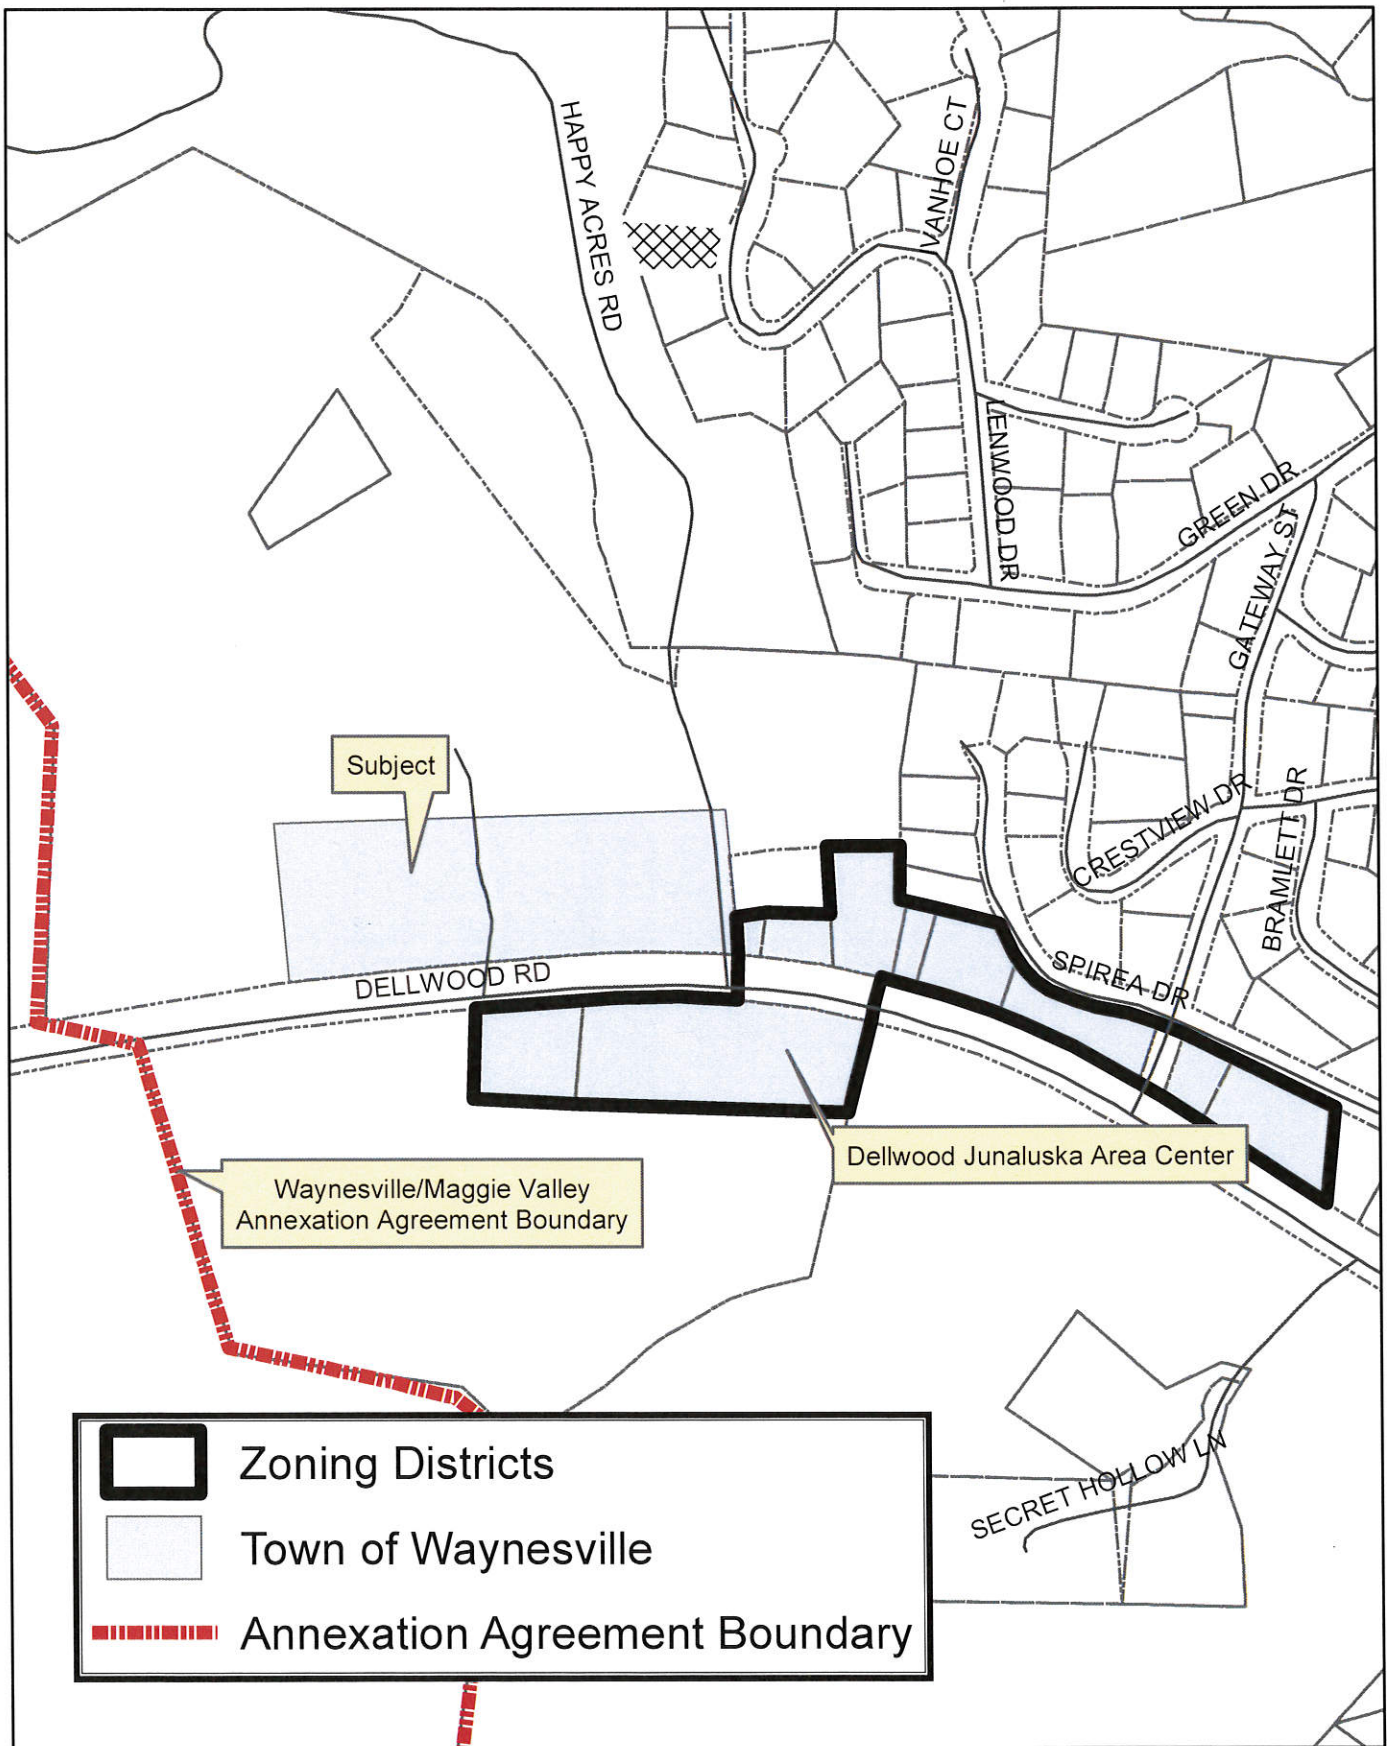 HAPPY ACRES RD
IVANHOE CT
LENWOOD DR
GREEN DR
GATEWAY ST
Subject
CRESTVIEW DR
BRAMLETT DR
DELLWOOD RD
SPIREA DR
Dellwood Junaluska Area Center
Waynesville/Maggie Valley
Annexation Agreement Boundary
SECRET HOLLOW LN
Zoning Districts
Town of Waynesville
Annexation Agreement Boundary